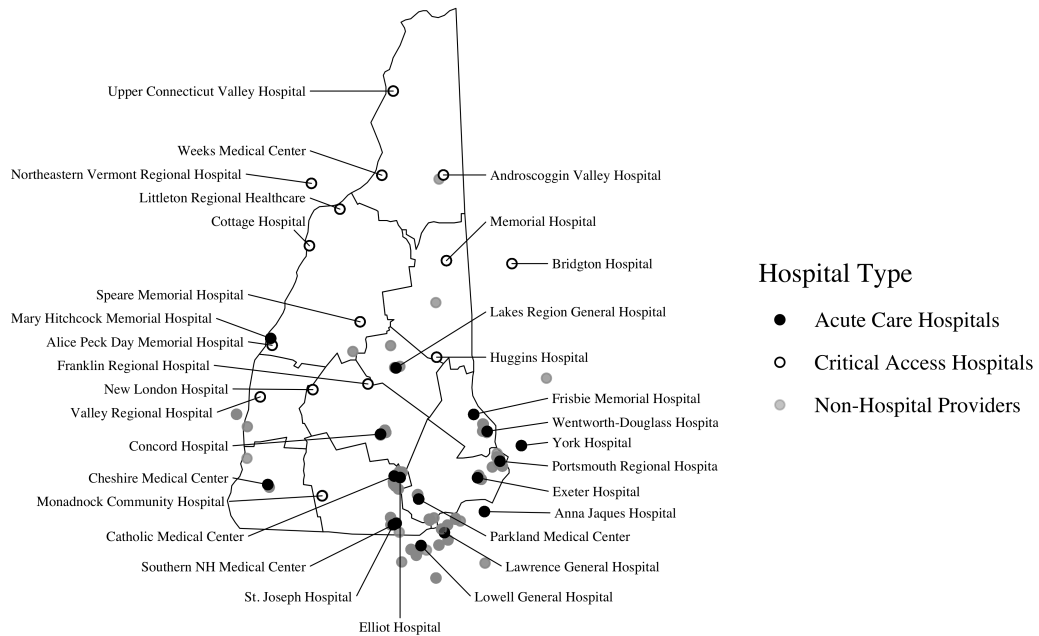 Upper Connecticut Valley Hospital
Weeks Medical Center
Northeastern Vermont Regional Hospital
Androscoggin Valley Hospital
Littleton Regional Healthcare
Cottage Hospital
Memorial Hospital
Bridgton Hospital
Hospital Type
Speare Memorial Hospital
Lakes Region General Hospital
Mary Hitchcock Memorial Hospital
Acute Care Hospitals
Alice Peck Day Memorial Hospital
Huggins Hospital
Critical Access Hospitals
Franklin Regional Hospital
New London Hospital
Frisbie Memorial Hospital
Non-Hospital Providers
Valley Regional Hospital
Wentworth-Douglass Hospita
Concord Hospital
York Hospital
Portsmouth Regional Hospita
Cheshire Medical Center
Exeter Hospital
Monadnock Community Hospital
Anna Jaques Hospital
Catholic Medical Center
Parkland Medical Center
Southern NH Medical Center
Lawrence General Hospital
St. Joseph Hospital
Lowell General Hospital
Elliot Hospital